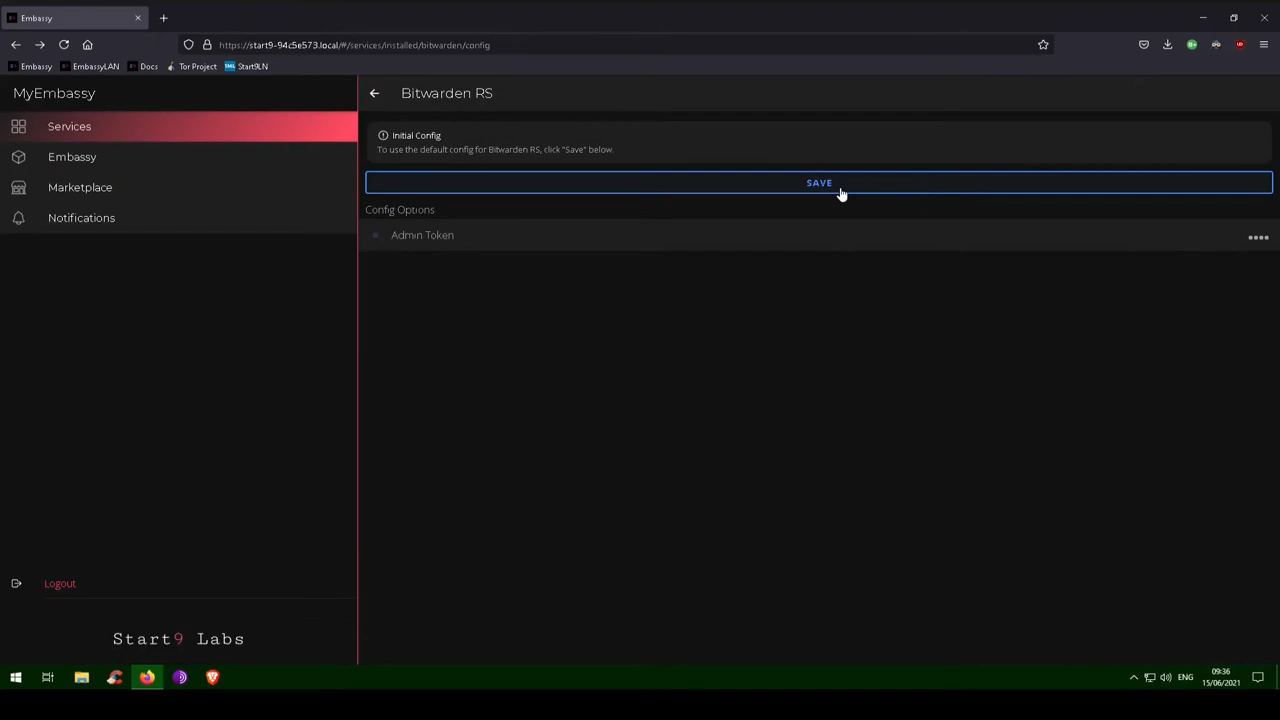 Embassy
https://start9-94c5e573.local/#/services/installed/bitwarden/config
Embassy EmbassyLAN Docs Tor Project Start9LN
MyEmbassy
Services
Embassy
Marketplace
Notifications
Logout
Start9 Labs
Bitwarden RS
Initial Config
To use the default config for Bitwarden RS, click "Save" below.
SAVE
Config Options
Admin Token
ENG
09:36
15/06/2021